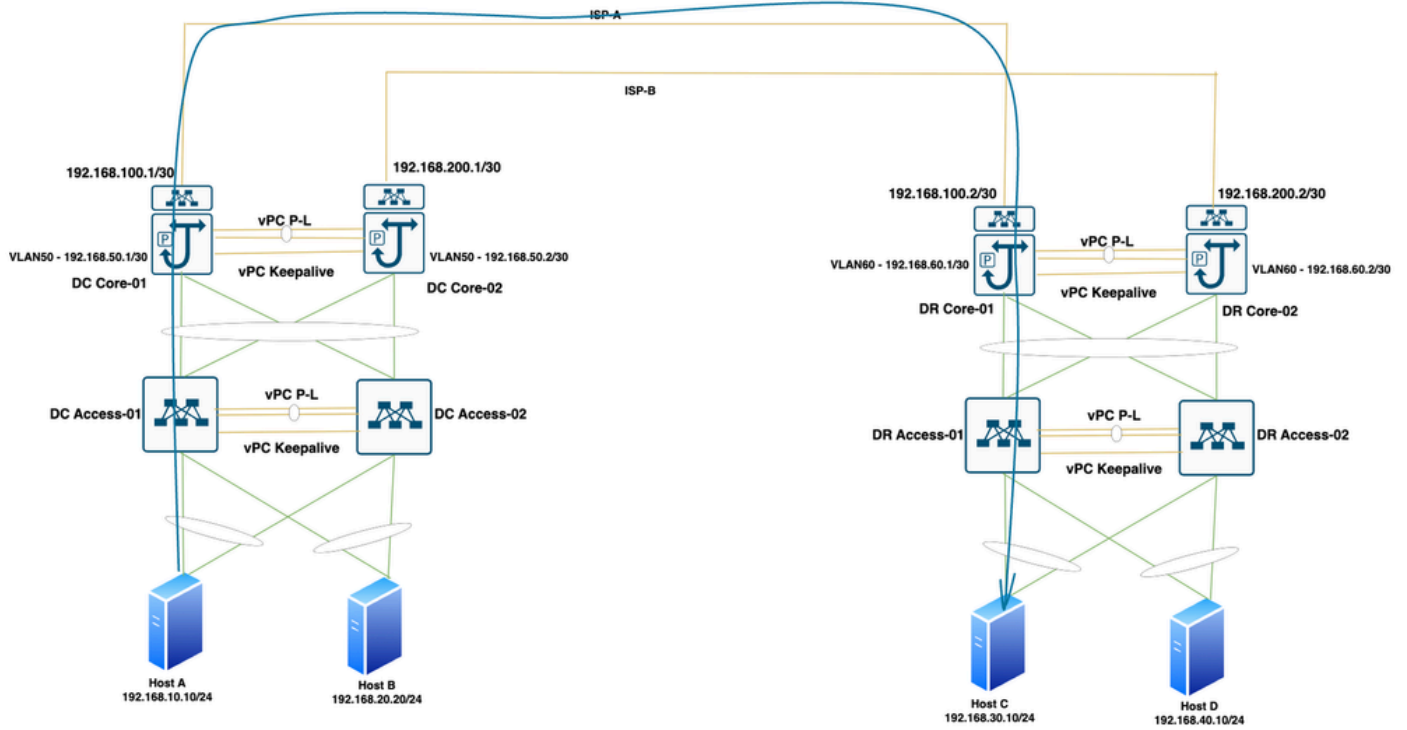 ISP-A
ISP-B
192.168.100.1/30
192.168.200.1/30
192.168.100.2/30
192.168.200.2/30
P
vPC P-L
P
VLAN50 - 192.168.50.1/30
vPC Keepalive
VLAN50 - 192.168.50.2/30
DC Core-01
DC Core-02
P
vPC P-L
P
VLAN60 - 192.168.60.1/30
vPC Keepalive
VLAN60 - 192.168.60.2/30
DR Core-01
DR Core-02
DC Access-01
vPC P-L
DC Access-02
vPC Keepalive
DR Access-01
vPC P-L
DR Access-02
vPC Keepalive
Host A
192.168.10.10/24
Host B
192.168.20.20/24
Host C
192.168.30.10/24
Host D
192.168.40.10/24